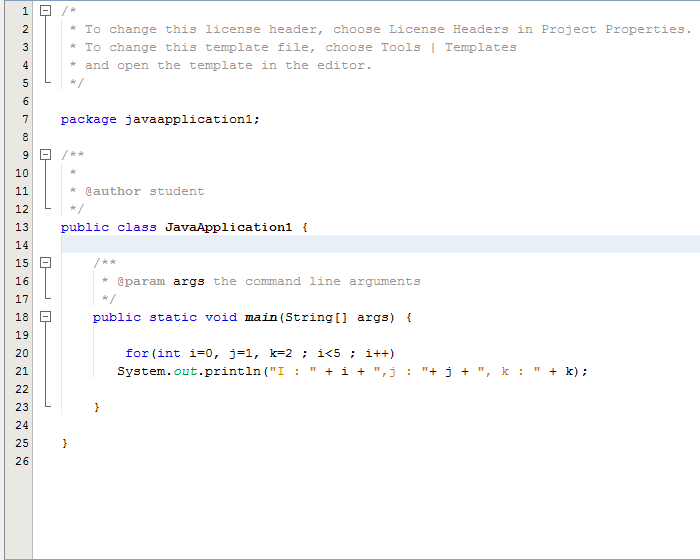 1 /*
2 * To change this license header, choose License Headers in Project Properties.
3 * To change this template file, choose Tools | Templates
4 * and open the template in the editor.
5 */
6
7 package javaapplication1;
8
9 /**
10 *
11 * @author student
12 */
13 public class JavaApplication1 {
14
15 /**
16 * @param args the command line arguments
17 */
18 public static void main(String[] args) {
19
20 for(int i=0, j=1, k=2 ; i<5 ; i++)
21 System.out.println("I : " + i + ",j : "+ j + ", k : " + k);
22
23 }
24
25 }
26